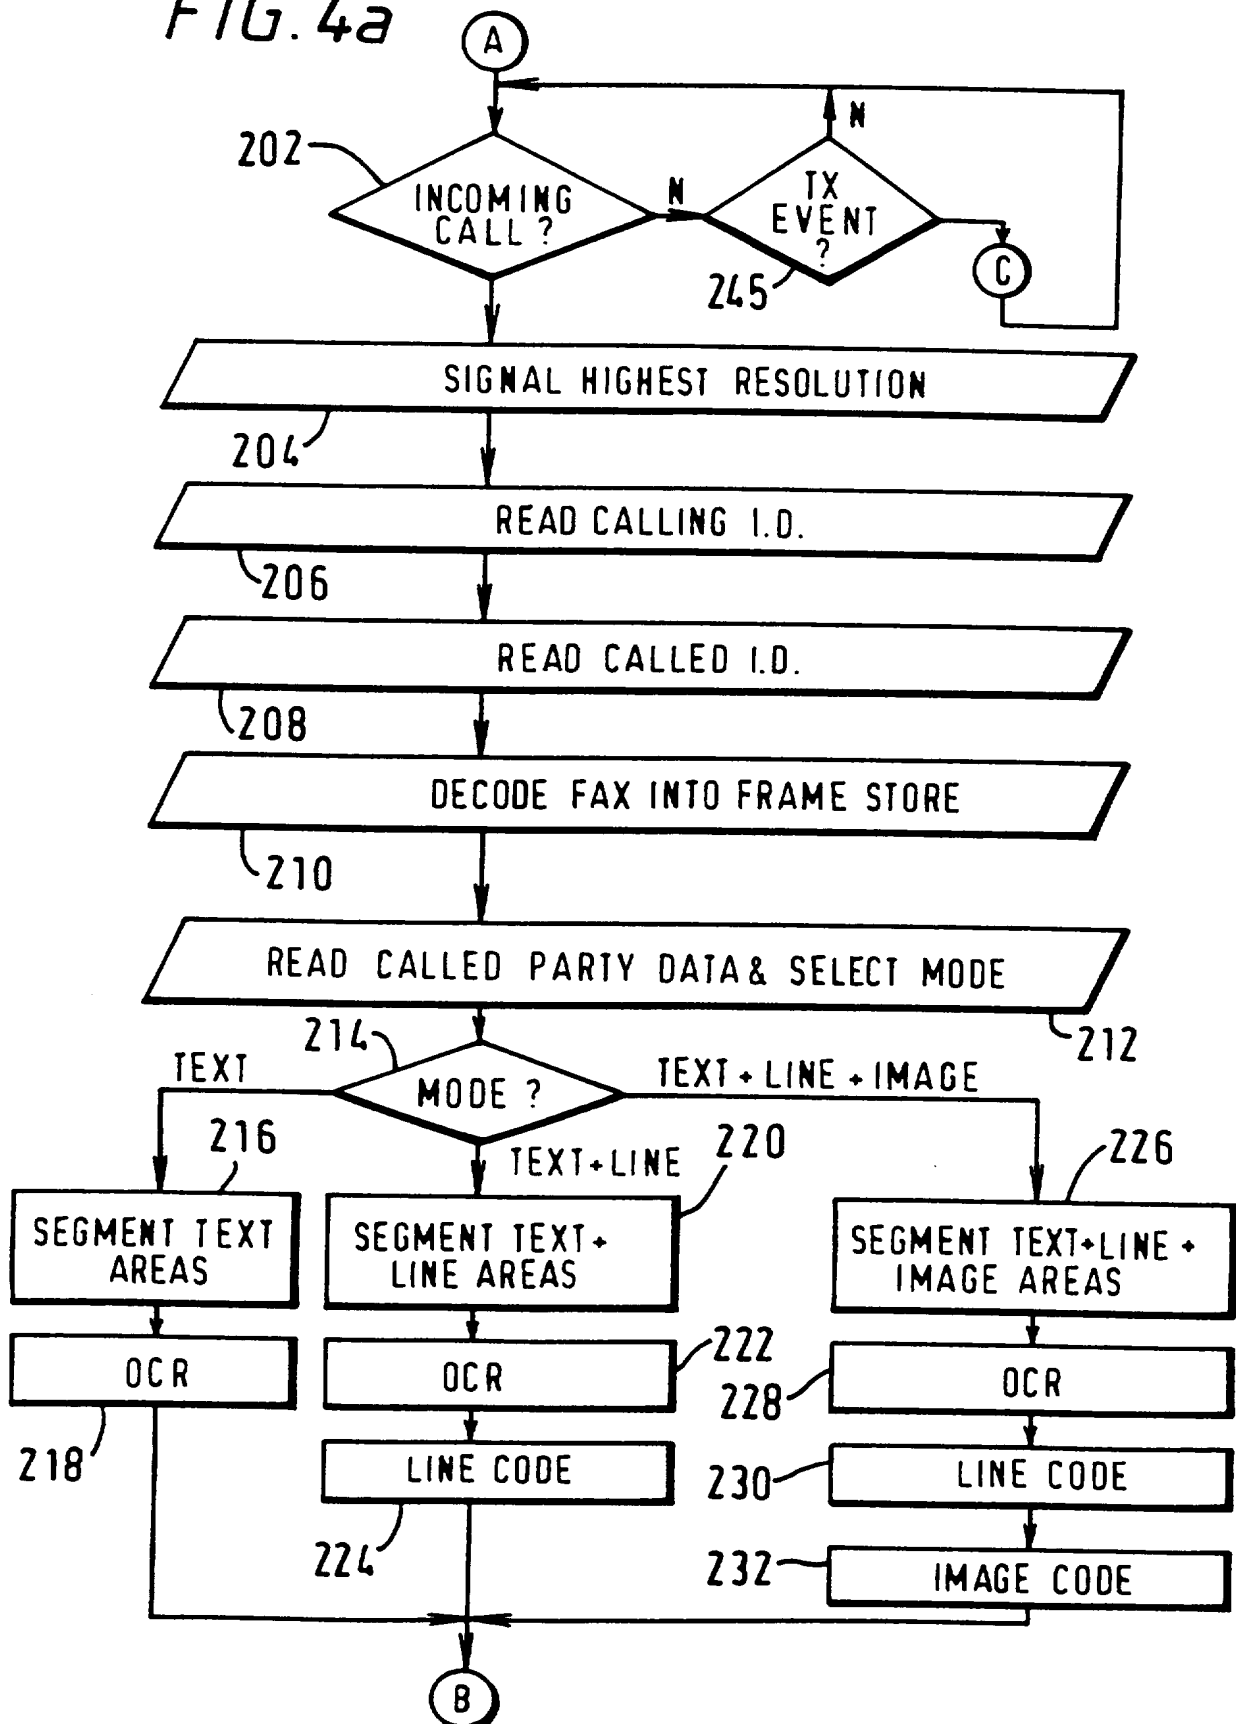 FIG. 4a
A
N
202
INCOMING
CALL ?
N
TX
EVENT
?
245
C
SIGNAL HIGHEST RESOLUTION
204
READ CALLING I.D.
206
READ CALLED I.D.
208
DECODE FAX INTO FRAME STORE
210
READ CALLED PARTY DATA & SELECT MODE
212
214
MODE ?
TEXT
TEXT + LINE + IMAGE
TEXT+LINE
216
220
226
SEGMENT TEXT
AREAS
SEGMENT TEXT +
LINE AREAS
SEGMENT TEXT+LINE +
IMAGE AREAS
OCR
218
OCR
222
OCR
228
LINE CODE
224
LINE CODE
230
IMAGE CODE
232
B